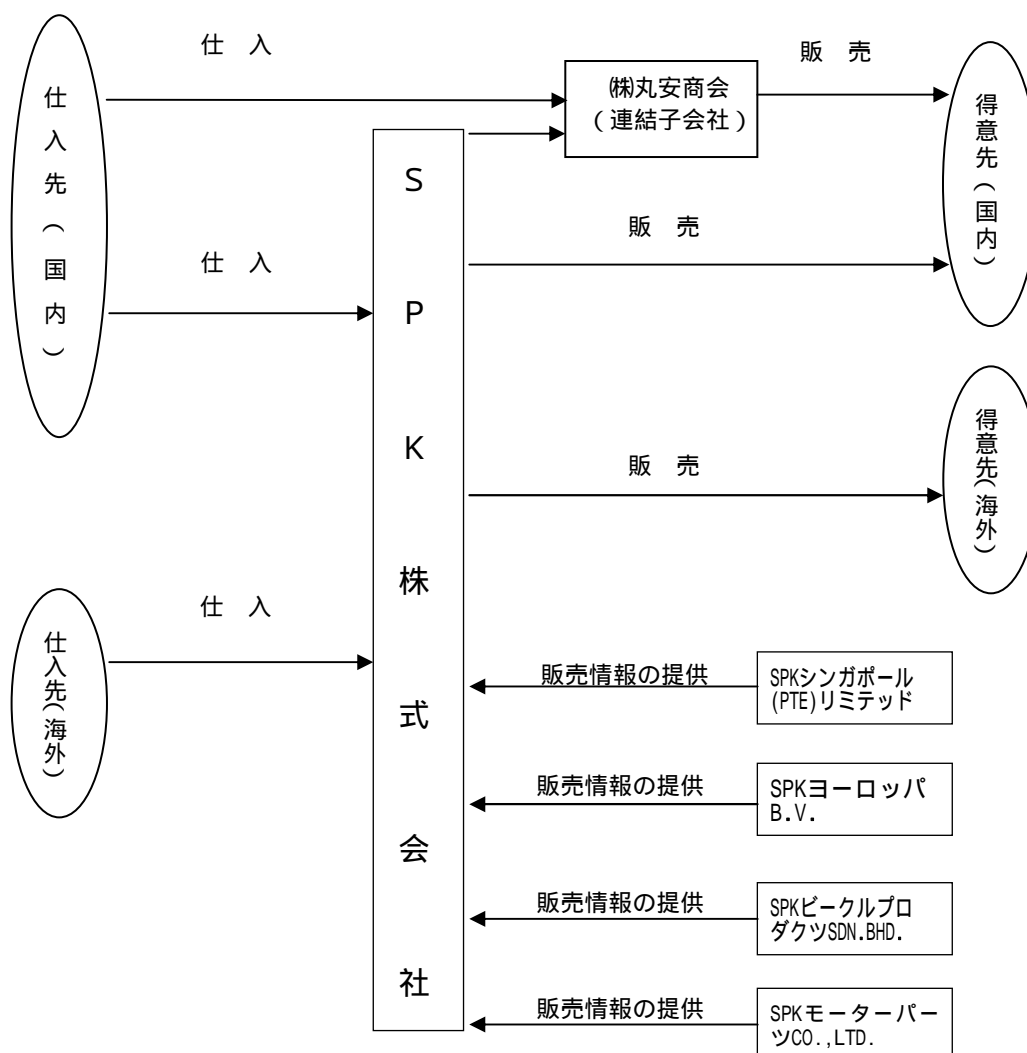 仕 入
販 売
㈱丸安商会
(連結子会社)
仕入先(国内)
得意先(国内)
SPK株式会社
販 売
仕 入
得意先(海外)
販 売
仕 入
仕入先(海外)
販売情報の提供
SPKシンガポール
(PTE)リミテッド
販売情報の提供
SPKヨーロッパ
B.V.
販売情報の提供
SPKビークルプロ
ダクツSDN.BHD.
販売情報の提供
SPKモーターパー
ツCO.,LTD.